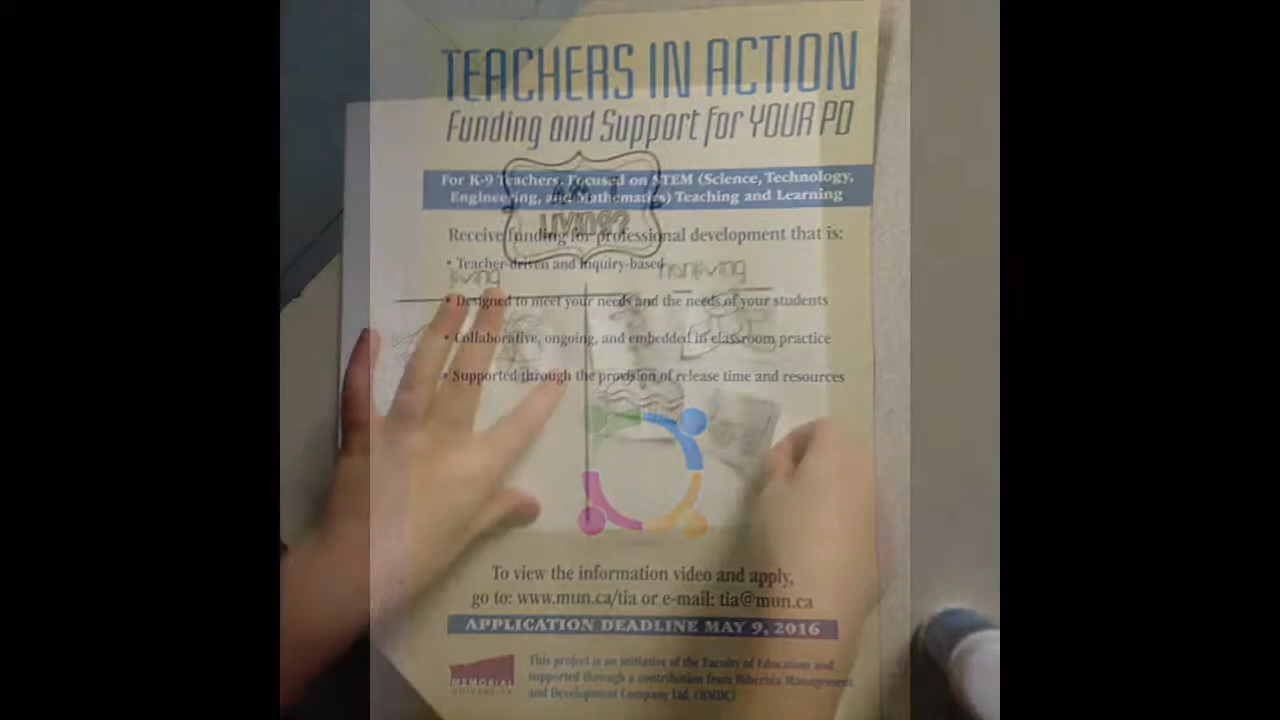 TEACHERS IN ACTION
Funding and Support for YOUR PD
For K-9 Teachers, Focused on STEM (Science, Technology,
Engineering, and Mathematics) Teaching and Learning
AM I
LIVING?
Receive funding for professional development that is:
• Teacher-driven and inquiry-based
living
nonliving
• Designed to meet your needs and the needs of your students
• Collaborative, ongoing, and embedded in classroom practice
• Supported through the provision of release time and resources
To view the information video and apply,
go to: www.mun.ca/tia or e-mail: tia@mun.ca
APPLICATION DEADLINE MAY 9, 2016
MEMORIAL
UNIVERSITY
This project is an initiative of the Faculty of Education and
supported through a contribution from Hibernia Management
and Development Company Ltd. (HMDC)